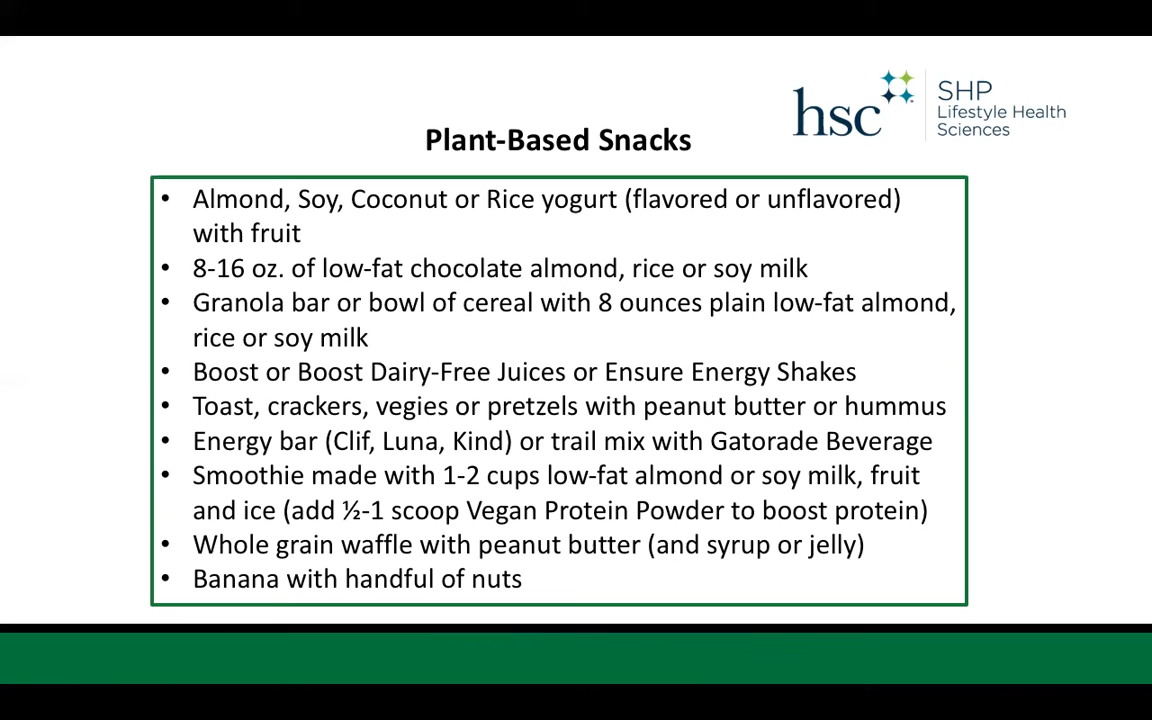 hsc
SHP
Lifestyle Health
Sciences
Plant-Based Snacks
• Almond, Soy, Coconut or Rice yogurt (flavored or unflavored)
with fruit
• 8-16 oz. of low-fat chocolate almond, rice or soy milk
• Granola bar or bowl of cereal with 8 ounces plain low-fat almond,
rice or soy milk
• Boost or Boost Dairy-Free Juices or Ensure Energy Shakes
• Toast, crackers, vegies or pretzels with peanut butter or hummus
• Energy bar (Clif, Luna, Kind) or trail mix with Gatorade Beverage
• Smoothie made with 1-2 cups low-fat almond or soy milk, fruit
and ice (add ½-1 scoop Vegan Protein Powder to boost protein)
• Whole grain waffle with peanut butter (and syrup or jelly)
• Banana with handful of nuts